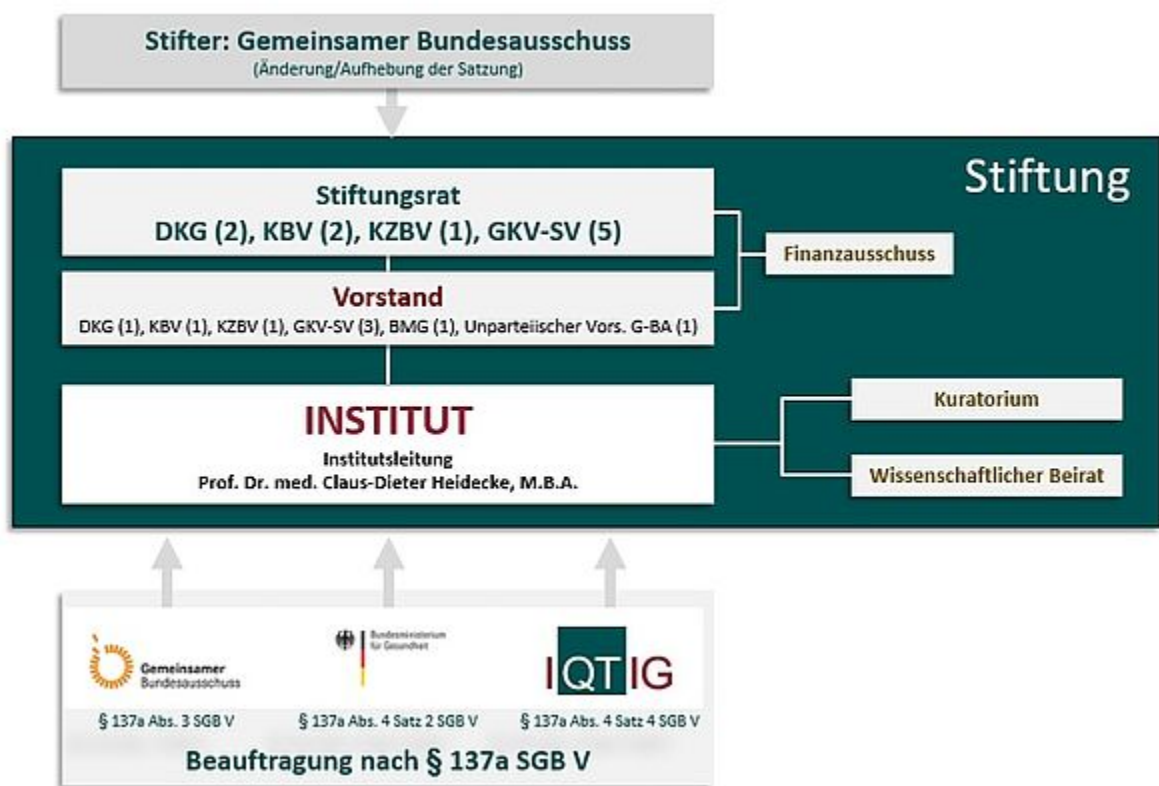 Stifter: Gemeinsamer Bundesausschuss
(Änderung/Aufhebung der Satzung)
Stiftung
Stiftungsrat
DKG (2), KBV (2), KZBV (1), GKV-SV (5)
Finanzausschuss
Vorstand
DKG (1), KBV (1), KZBV (1), GKV-SV (3), BMG (1), Unparteiischer Vors. G-BA (1)
INSTITUT
Institutsleitung
Prof. Dr. med. Claus-Dieter Heidecke, M.B.A.
Kuratorium
Wissenschaftlicher Beirat
Gemeinsamer
Bundesausschuss
Bundesministerium
für Gesundheit
IQTIG
§ 137a Abs. 3 SGB V
§ 137a Abs. 4 Satz 2 SGB V
§ 137a Abs. 4 Satz 4 SGB V
Beauftragung nach § 137a SGB V